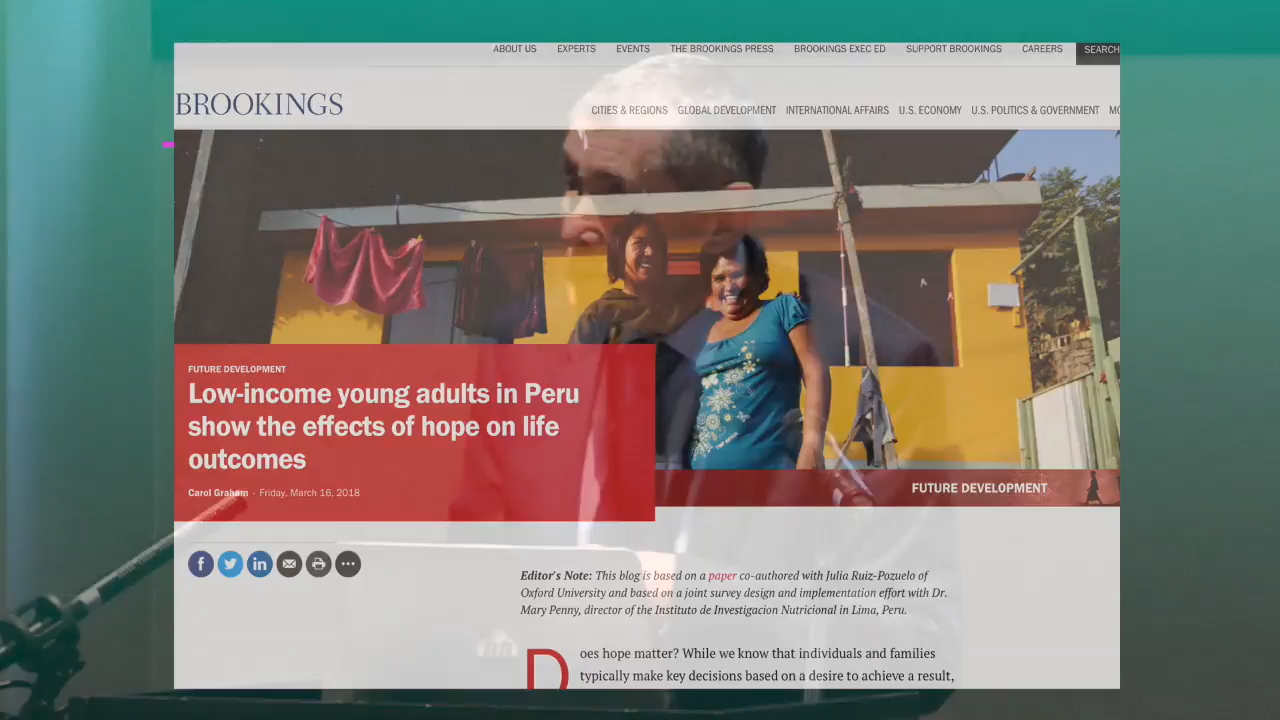 ABOUT US EXPERTS EVENTS THE BROOKINGS PRESS BROOKINGS EXEC ED SUPPORT BROOKINGS CAREERS SEARCH
BROOKINGS
CITIES & REGIONS GLOBAL DEVELOPMENT INTERNATIONAL AFFAIRS U.S. ECONOMY U.S. POLITICS & GOVERNMENT
FUTURE DEVELOPMENT
Low-income young adults in Peru
show the effects of hope on life
outcomes
Carol Graham · Friday, March 16, 2018
FUTURE DEVELOPMENT
Editor's Note: This blog is based on a paper co-authored with Julia Ruiz-Pozuelo of
Oxford University and based on a joint survey design and implementation effort with Dr.
Mary Penny, director of the Instituto de Investigacion Nutricional in Lima, Peru.
Does hope matter? While we know that individuals and families
typically make key decisions based on a desire to achieve a result,